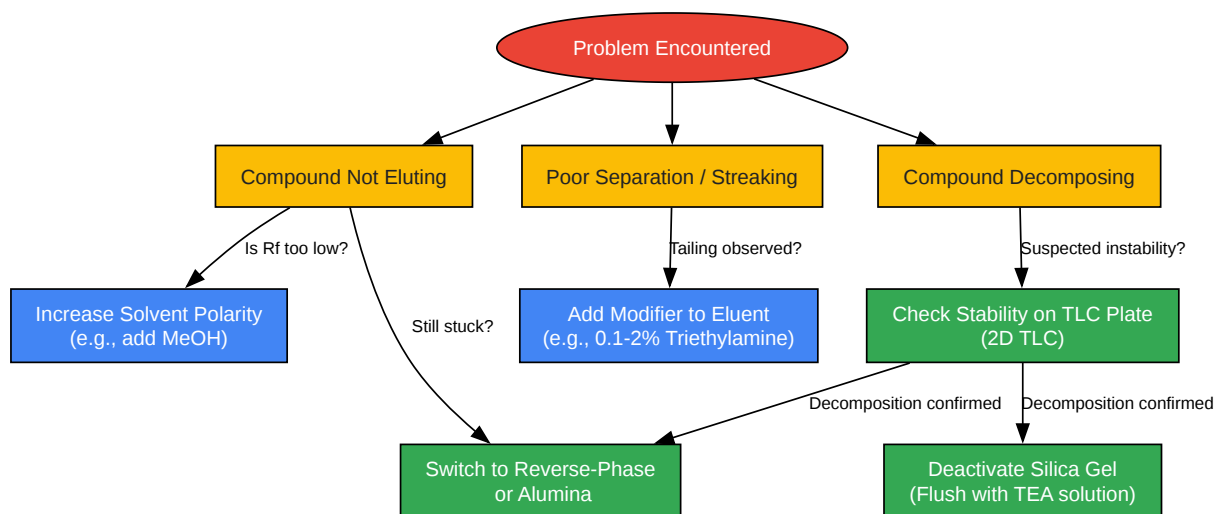 Problem Encountered
Compound Not Eluting
Poor Separation / Streaking
Compound Decomposing
Is Rf too low?
Tailing observed?
Suspected instability?
Increase Solvent Polarity
(e.g., add MeOH)
Still stuck?
Add Modifier to Eluent
(e.g., 0.1-2% Triethylamine)
Check Stability on TLC Plate
(2D TLC)
Decomposition confirmed
Decomposition confirmed
Switch to Reverse-Phase
or Alumina
Deactivate Silica Gel
(Flush with TEA solution)